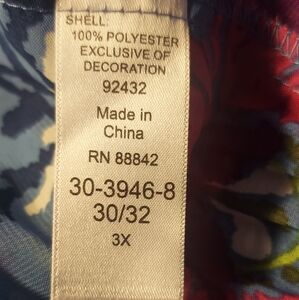 SHELL:
100% POLYESTER
EXCLUSIVE OF
DECORATION
92432
Made in
China
RN 88842
30-3946-8
30/32
3X